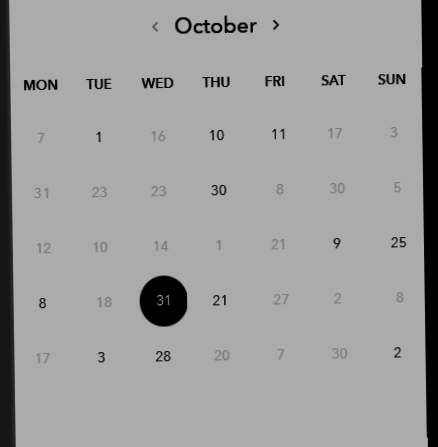 ‹ October ›
MON TUE WED THU FRI SAT SUN
7 1 16 10 11 17 3
31 23 23 30 8 30 5
12 10 14 1 21 9 25
8 18 31 21 27 2 8
17 3 28 20 7 30 2